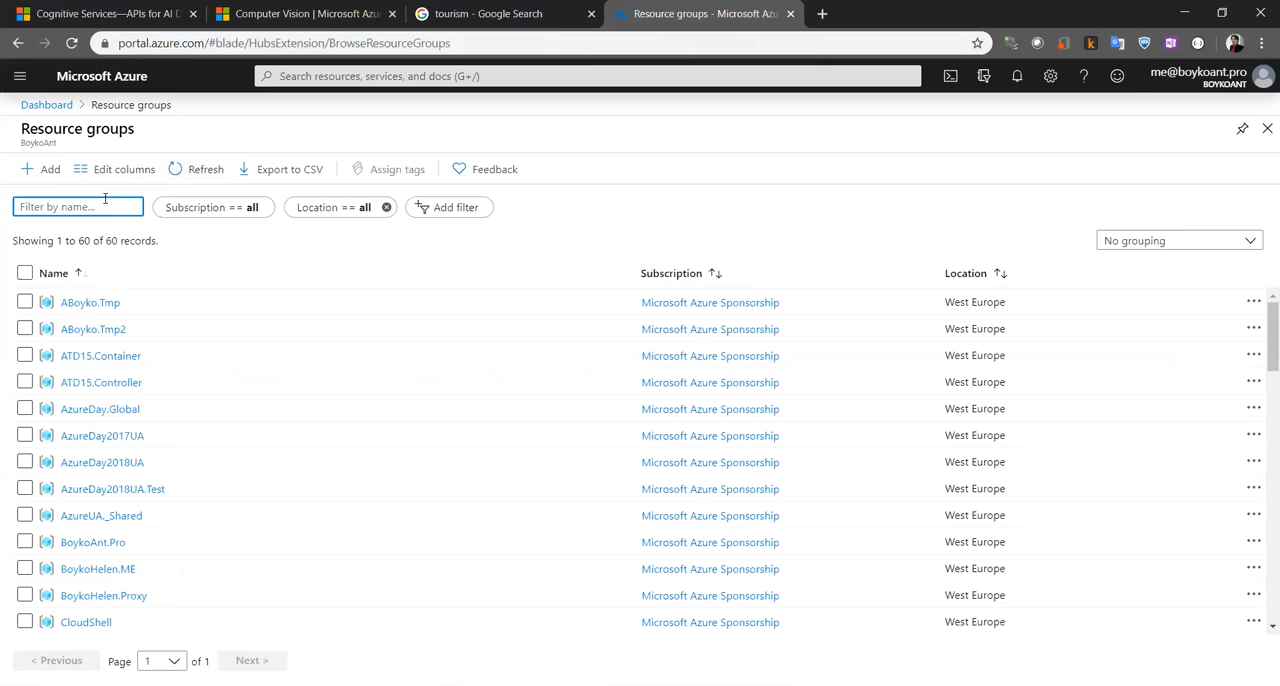 Cognitive Services—APIs for AI D
Computer Vision | Microsoft Azu
tourism - Google Search
Resource groups - Microsoft Azu
portal.azure.com/#blade/HubsExtension/BrowseResourceGroups
Microsoft Azure
Search resources, services, and docs (G+/)
me@boykoant.pro
BOYKOANT
Dashboard > Resource groups
Resource groups
BoykoAnt
Add
Edit columns
Refresh
Export to CSV
Assign tags
Feedback
Filter by name...
Subscription == all
Location == all
Add filter
Showing 1 to 60 of 60 records.
No grouping
Name Subscription Location
ABoyko.Tmp Microsoft Azure Sponsorship West Europe
ABoyko.Tmp2 Microsoft Azure Sponsorship West Europe
ATD15.Container Microsoft Azure Sponsorship West Europe
ATD15.Controller Microsoft Azure Sponsorship West Europe
AzureDay.Global Microsoft Azure Sponsorship West Europe
AzureDay2017UA Microsoft Azure Sponsorship West Europe
AzureDay2018UA Microsoft Azure Sponsorship West Europe
AzureDay2018UA.Test Microsoft Azure Sponsorship West Europe
AzureUA._Shared Microsoft Azure Sponsorship West Europe
BoykoAnt.Pro Microsoft Azure Sponsorship West Europe
BoykoHelen.ME Microsoft Azure Sponsorship West Europe
BoykoHelen.Proxy Microsoft Azure Sponsorship West Europe
CloudShell Microsoft Azure Sponsorship West Europe
< Previous Page 1 of 1 Next >